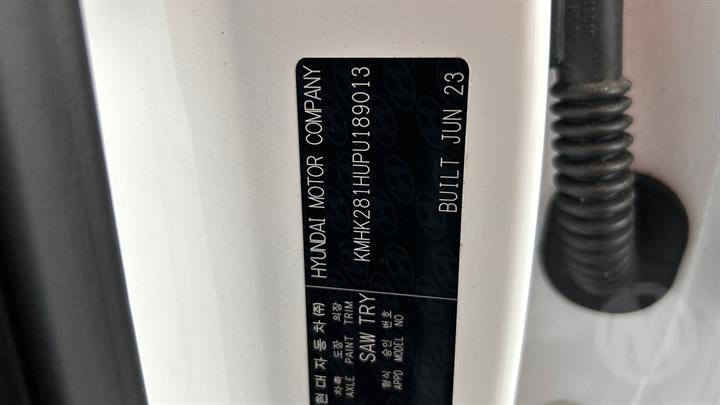 현대자동차(주) HYUNDAI MOTOR COMPANY
차축 도장 의장
AXLE PAINT TRIM
SAW TRY KMHK281HUPU189013
형식 승인 번호
APPD MODEL NO
BUILT JUN 23